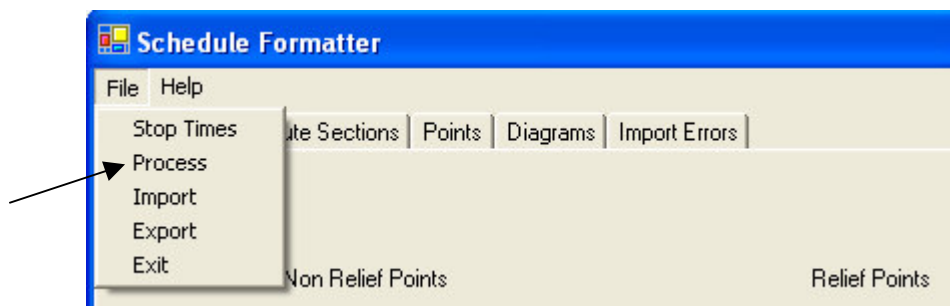 Schedule Formatter
File Help
Stop Times
ute Sections Points Diagrams Import Errors
Process
Import
Export
Exit
Non Relief Points Relief Points